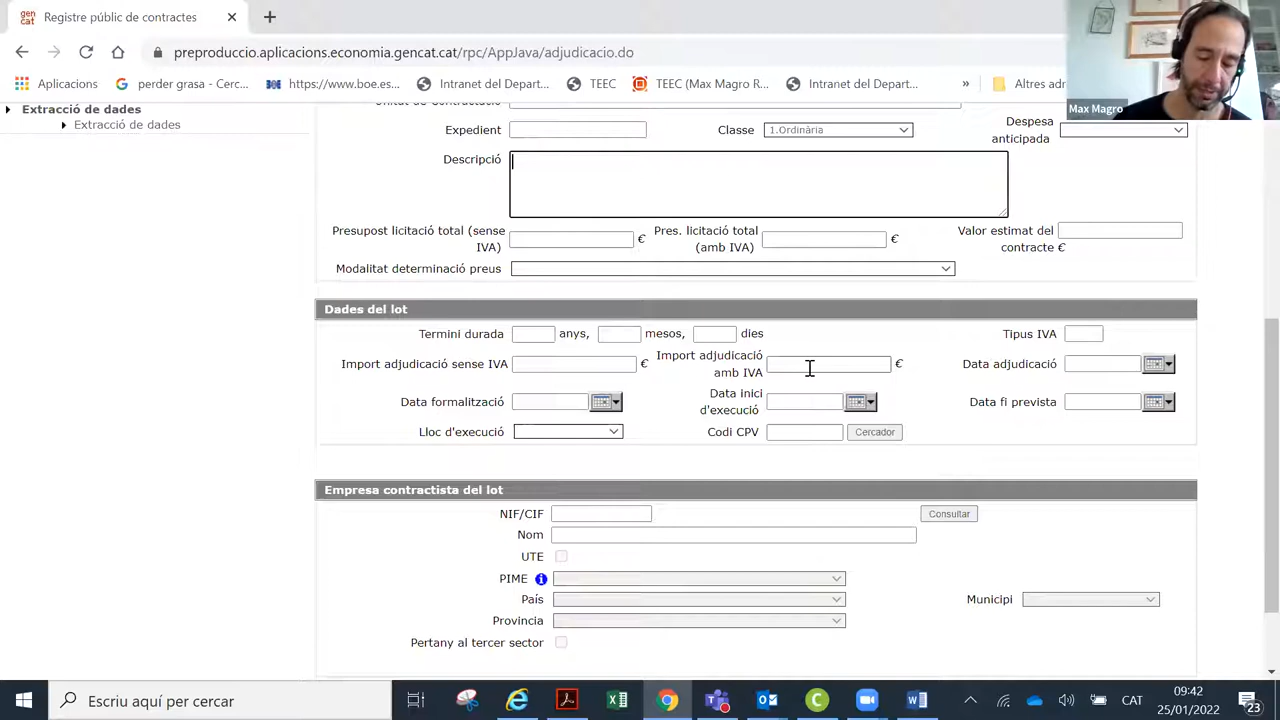 gen
cat
Registre públic de contractes
preproduccio.aplicacions.economia.gencat.cat/rpc/AppJava/adjudicacio.do
Aplicacions
perder grasa - Cerc...
https://www.boe.es...
Intranet del Depart...
TEEC
TEEC (Max Magro R...
Intranet del Depart...
»
Altres adr
Max Magro
Extracció de dades
Extracció de dades
Unitat de Contractació
Expedient
Classe
1.Ordinària
Despesa
anticipada
Descripció
Presupost licitació total (sense
IVA)
€
Pres. licitació total
(amb IVA)
€
Valor estimat del
contracte €
Modalitat determinació preus
Dades del lot
Termini durada
anys,
mesos,
dies
Tipus IVA
Import adjudicació sense IVA
€
Import adjudicació
amb IVA
€
Data adjudicació
Data formalització
Data inici
d'execució
Data fi prevista
Lloc d'execució
Codi CPV
Cercador
Empresa contractista del lot
NIF/CIF
Consultar
Nom
UTE
PIME
País
Municipi
Provincia
Pertany al tercer sector
Escriu aquí per cercar
CAT
09:42
25/01/2022
23